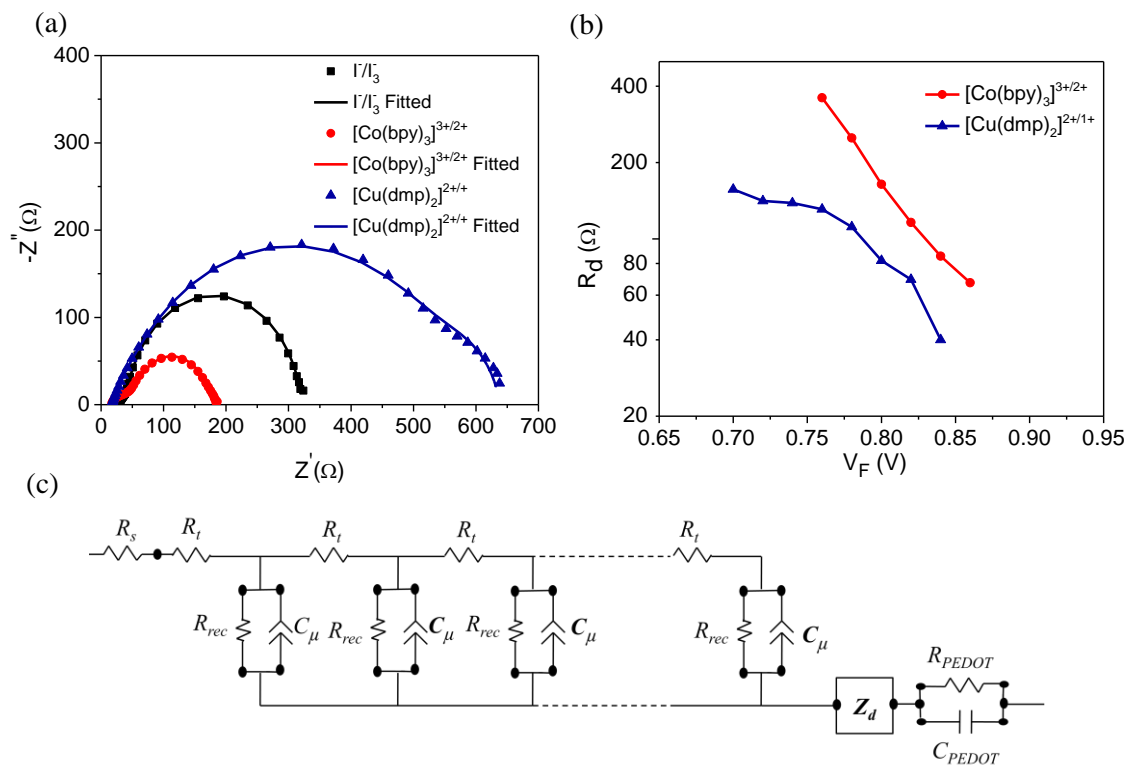 (a)
400
300
200
100
0
-Z"(Ω)
0 100 200 300 400 500 600 700
Z'(Ω)
I⁻/I₃⁻
I⁻/I₃⁻ Fitted
[Co(bpy)₃]³⁺/²⁺
[Co(bpy)₃]³⁺/²⁺ Fitted
[Cu(dmp)₂]²⁺/⁺
[Cu(dmp)₂]²⁺/⁺ Fitted
(b)
400
200
80
60
40
20
R_d (Ω)
0.65 0.70 0.75 0.80 0.85 0.90 0.95
V_F (V)
[Co(bpy)₃]³⁺/²⁺
[Cu(dmp)₂]²⁺/¹⁺
(c)
R_s R_t R_t R_t R_t
R_rec C_μ R_rec C_μ R_rec C_μ R_rec C_μ
R_PEDOT
Z_d
C_PEDOT